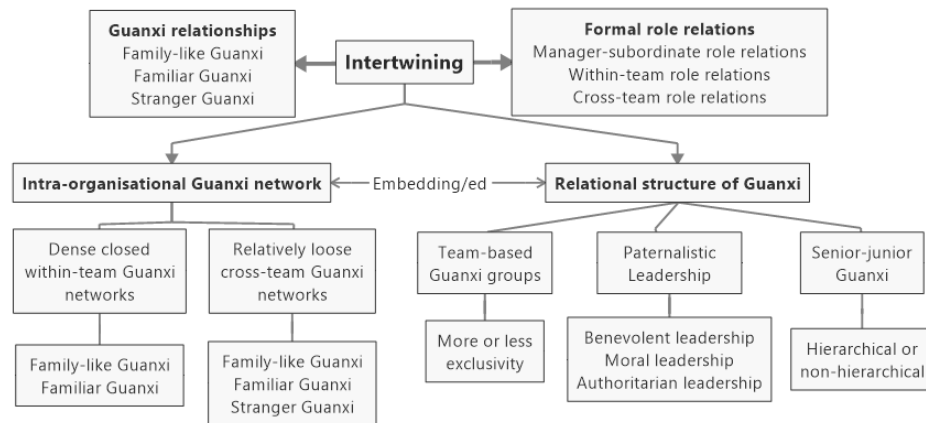 Guanxi relationships
Family-like Guanxi
Familiar Guanxi
Stranger Guanxi
Intertwining
Formal role relations
Manager-subordinate role relations
Within-team role relations
Cross-team role relations
Intra-organisational Guanxi network
Embedding/ed
Relational structure of Guanxi
Dense closed
within-team Guanxi
networks
Relatively loose
cross-team Guanxi
networks
Team-based
Guanxi groups
Paternalistic
Leadership
Senior-junior
Guanxi
Family-like Guanxi
Familiar Guanxi
Family-like Guanxi
Familiar Guanxi
Stranger Guanxi
More or less
exclusivity
Benevolent leadership
Moral leadership
Authoritarian leadership
Hierarchical or
non-hierarchical